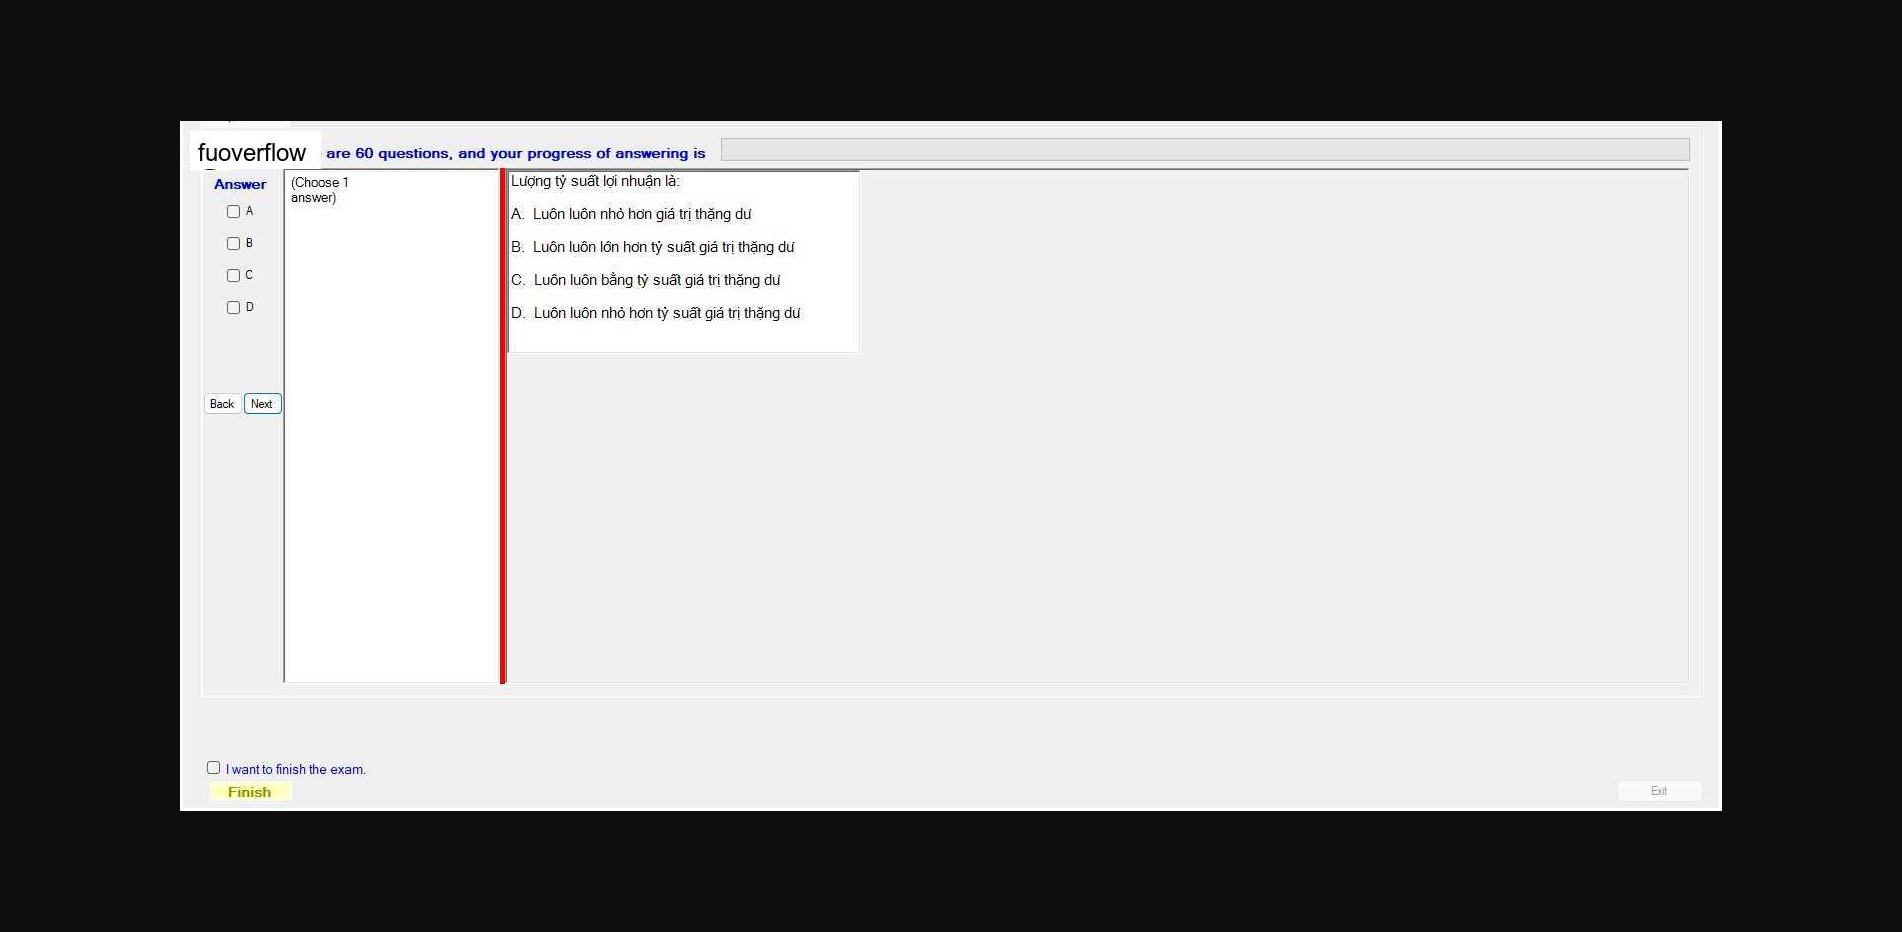 fuoverflow are 60 questions, and your progress of answering is
Answer
A
B
C
D
Back Next
(Choose 1
answer)
Lượng tỷ suất lợi nhuận là:
A. Luôn luôn nhỏ hơn giá trị thặng dư
B. Luôn luôn lớn hơn tỷ suất giá trị thặng dư
C. Luôn luôn bằng tỷ suất giá trị thặng dư
D. Luôn luôn nhỏ hơn tỷ suất giá trị thặng dư
I want to finish the exam.
Finish
Exit